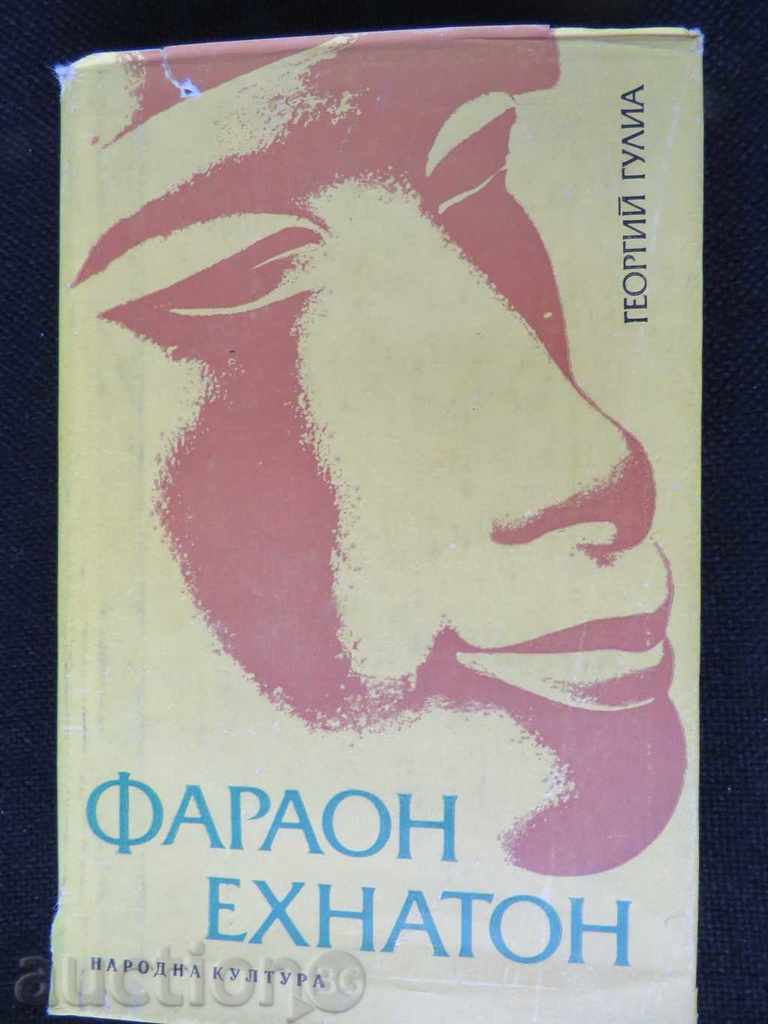 ГЕОРГИЙ ГУЛИА
ФАРАОН
ЕХНАТОН
НАРОДНА КУЛТУРА
auction BG